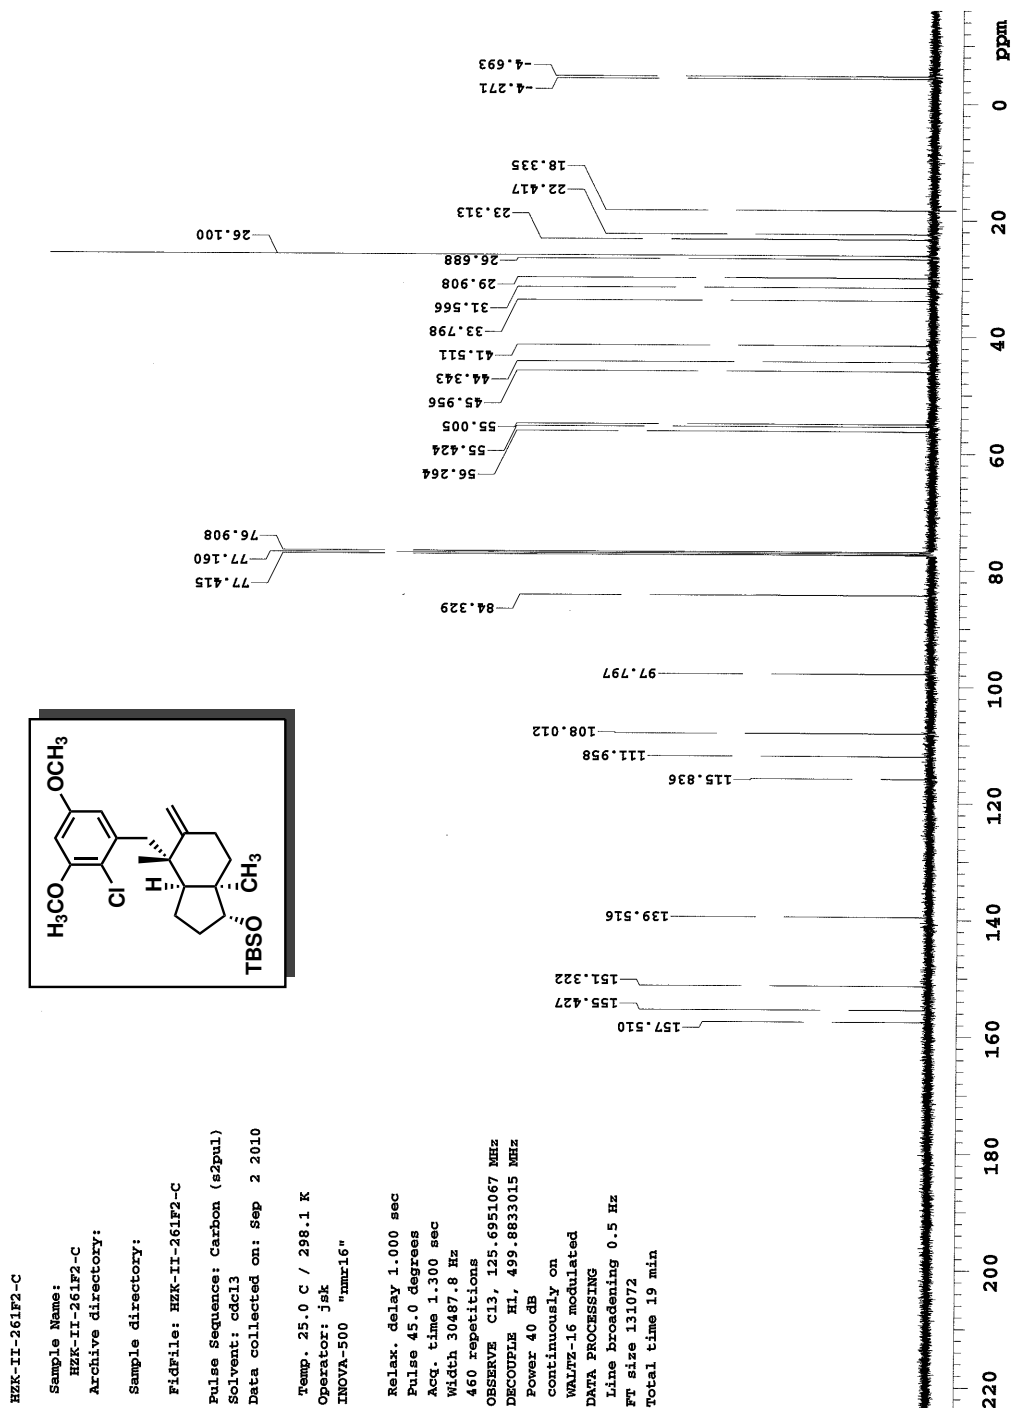 HZK-II-261F2-C
Sample Name:
HZK-II-261F2-C
Archive directory:
Sample directory:
FidFile: HZK-II-261F2-C
Pulse Sequence: Carbon (s2pul)
Solvent: cdcl3
Data collected on: Sep 2 2010
Temp. 25.0 C / 298.1 K
Operator: jsk
INOVA-500 "nmr16"
Relax. delay 1.000 sec
Pulse 45.0 degrees
Acq. time 1.300 sec
Width 30487.8 Hz
460 repetitions
OBSERVE C13, 125.6951067 MHz
DECOUPLE H1, 499.8833015 MHz
Power 40 dB
continuously on
WALTZ-16 modulated
DATA PROCESSING
Line broadening 0.5 Hz
FT size 131072
Total time 19 min
H3CO
OCH3
Cl
H
CH3
TBSO
157.510
155.427
151.322
139.516
115.836
111.958
108.012
97.797
84.329
77.415
77.160
76.908
56.264
55.424
55.005
45.956
44.343
41.511
33.798
31.566
29.908
26.688
26.100
23.313
22.417
18.335
-4.271
-4.693
220
200
180
160
140
120
100
80
60
40
20
0
ppm